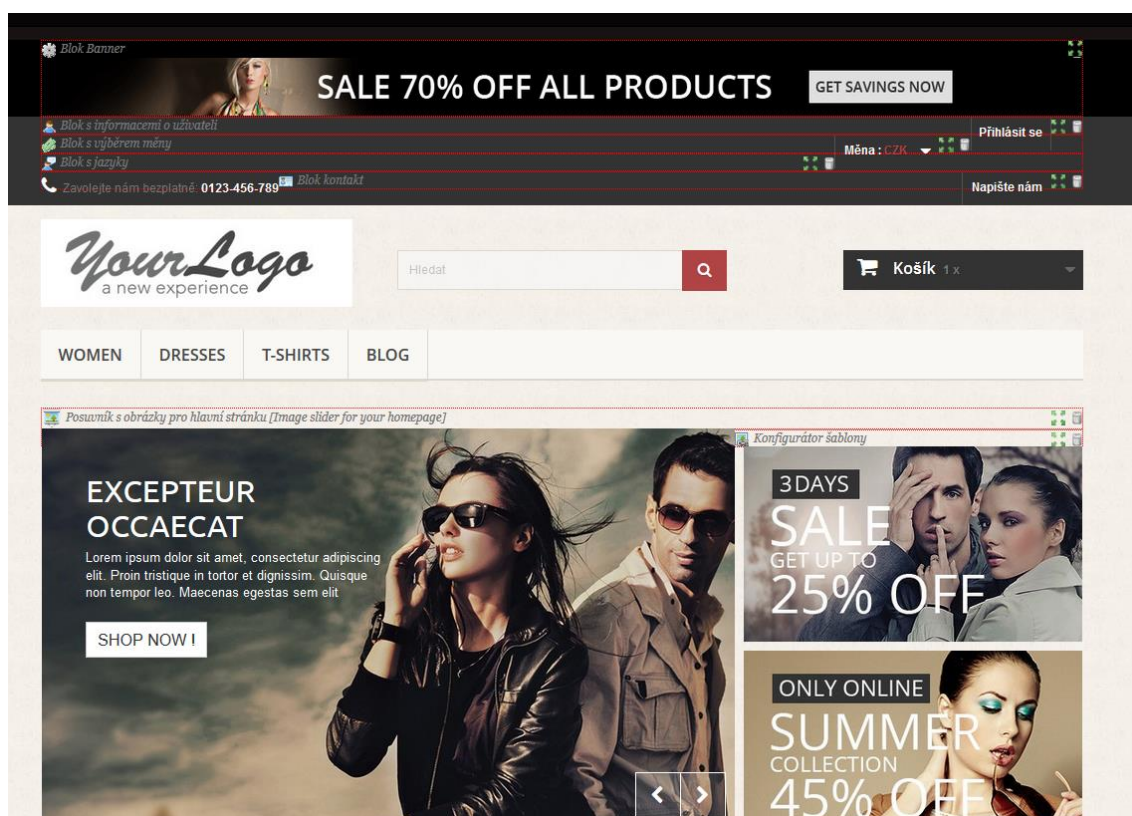 Blok Banner
SALE 70% OFF ALL PRODUCTS
GET SAVINGS NOW
Blok s informacemi o uživateli
Přihlásit se
Blok s výběrem měny
Měna : CZK
Blok s jazyky
Zavolejte nám bezplatně: 0123-456-789
Blok kontakt
Napište nám
YourLogo
a new experience
Hledat
Košík 1 x
WOMEN DRESSES T-SHIRTS BLOG
Posuvník s obrázky pro hlavní stránku [Image slider for your homepage]
Konfigurátor šablony
EXCEPTEUR
OCCAECAT
Lorem ipsum dolor sit amet, consectetur adipiscing
elit. Proin tristique in tortor et dignissim. Quisque
non tempor leo. Maecenas egestas sem elit
SHOP NOW !
3 DAYS
SALE
GET UP TO
25% OFF
ONLY ONLINE
SUMMER
COLLECTION
45% OFF